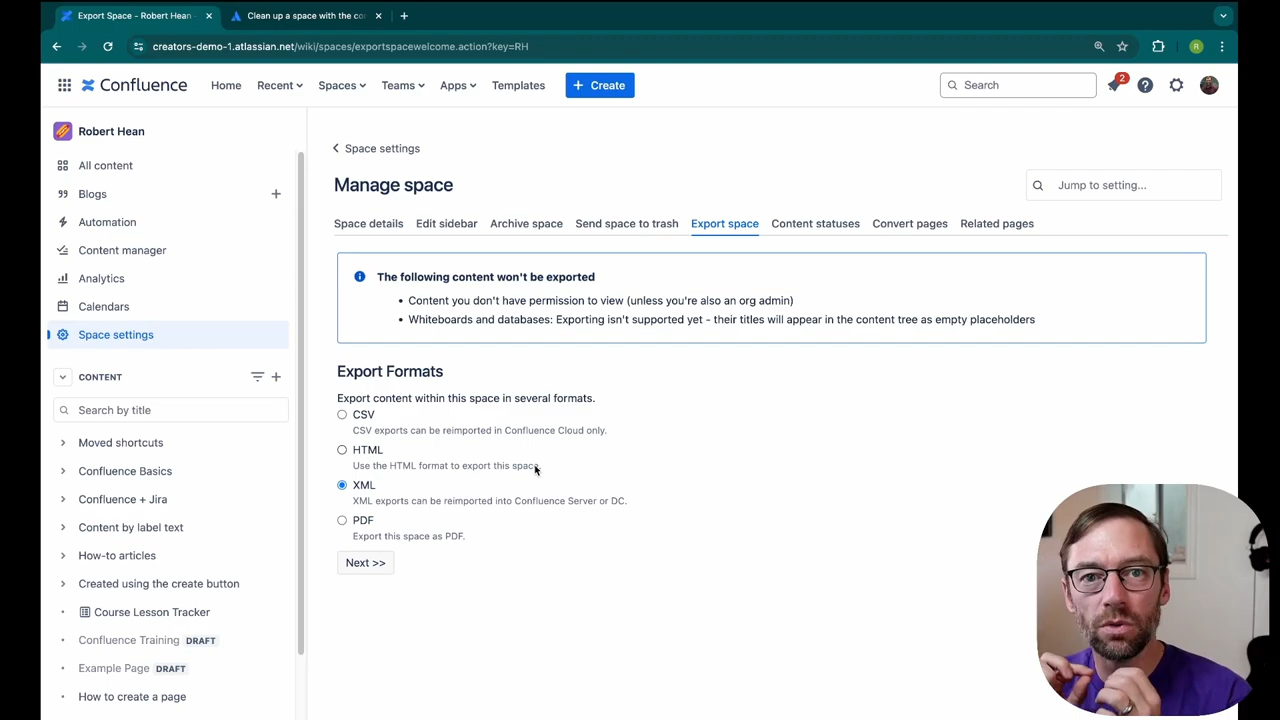 Export Space - Robert Hean -
Clean up a space with the co
creators-demo-1.atlassian.net/wiki/spaces/exportspacewelcome.action?key=RH
R
Confluence
Home
Recent
Spaces
Teams
Apps
Templates
+ Create
Search
2
Robert Hean
All content
Blogs
Automation
Content manager
Analytics
Calendars
Space settings
CONTENT
Search by title
Moved shortcuts
Confluence Basics
Confluence + Jira
Content by label text
How-to articles
Created using the create button
Course Lesson Tracker
Confluence Training DRAFT
Example Page DRAFT
How to create a page
Space settings
Manage space
Jump to setting...
Space details
Edit sidebar
Archive space
Send space to trash
Export space
Content statuses
Convert pages
Related pages
The following content won't be exported
• Content you don't have permission to view (unless you're also an org admin)
• Whiteboards and databases: Exporting isn't supported yet - their titles will appear in the content tree as empty placeholders
Export Formats
Export content within this space in several formats.
CSV
CSV exports can be reimported in Confluence Cloud only.
HTML
Use the HTML format to export this space.
XML
XML exports can be reimported into Confluence Server or DC.
PDF
Export this space as PDF.
Next >>